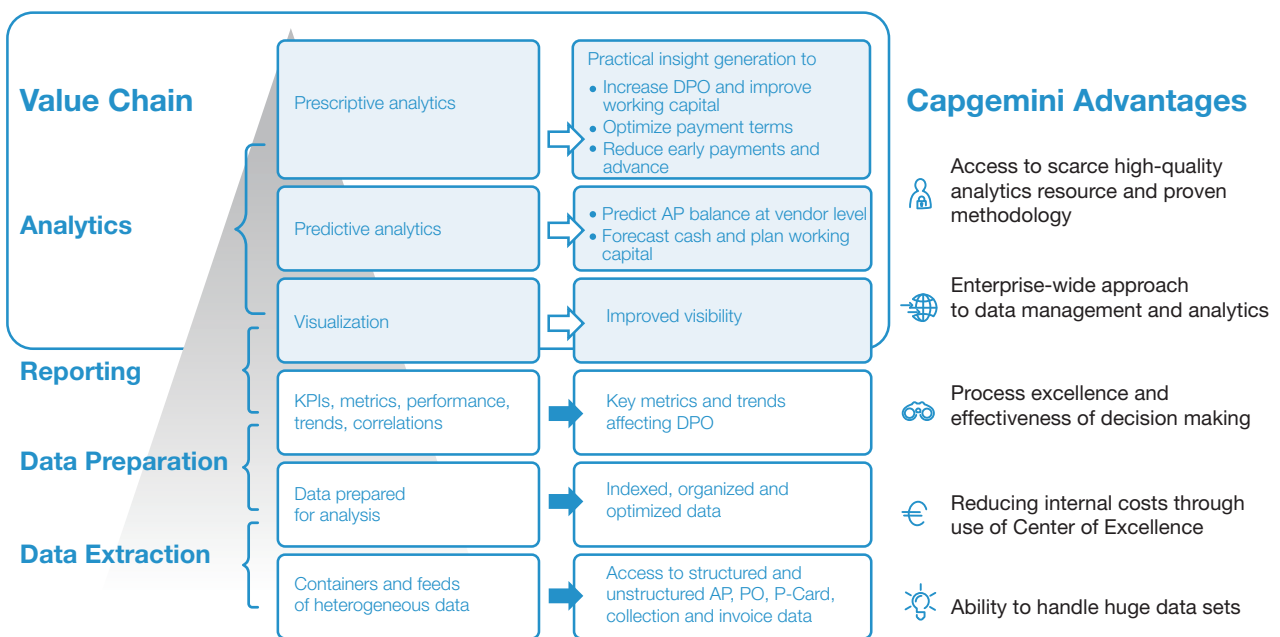 Value Chain
Analytics
Reporting
Data Preparation
Data Extraction
Prescriptive analytics
Practical insight generation to
• Increase DPO and improve
working capital
• Optimize payment terms
• Reduce early payments and
advance
Predictive analytics
• Predict AP balance at vendor level
• Forecast cash and plan working
capital
Visualization
Improved visibility
KPIs, metrics, performance,
trends, correlations
Key metrics and trends
affecting DPO
Data prepared
for analysis
Indexed, organized and
optimized data
Containers and feeds
of heterogeneous data
Access to structured and
unstructured AP, PO, P-Card,
collection and invoice data
Capgemini Advantages
Access to scarce high-quality
analytics resource and proven
methodology
Enterprise-wide approach
to data management and analytics
Process excellence and
effectiveness of decision making
€
Reducing internal costs through
use of Center of Excellence
Ability to handle huge data sets